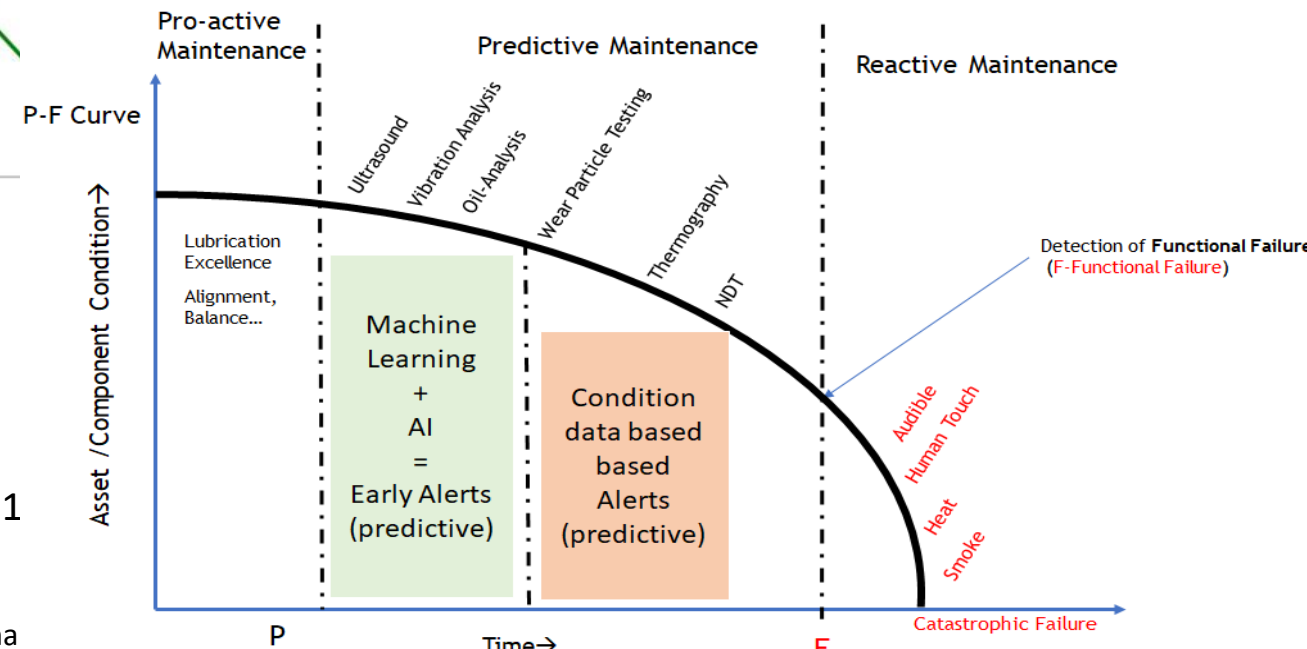 Pro-active
Maintenance
Predictive Maintenance
Reactive Maintenance
P-F Curve
Ultrasound
Vibration Analysis
Oil-Analysis
Wear Particle Testing
Thermography
NDT
Asset /Component Condition→
Lubrication
Excellence
Alignment,
Balance...
Machine
Learning
+
AI
=
Early Alerts
(predictive)
Condition
data based
based
Alerts
(predictive)
Detection of Functional Failure
(F-Functional Failure)
Audible
Human Touch
Heat
Smoke
Catastrophic Failure
1
P
Time→
F